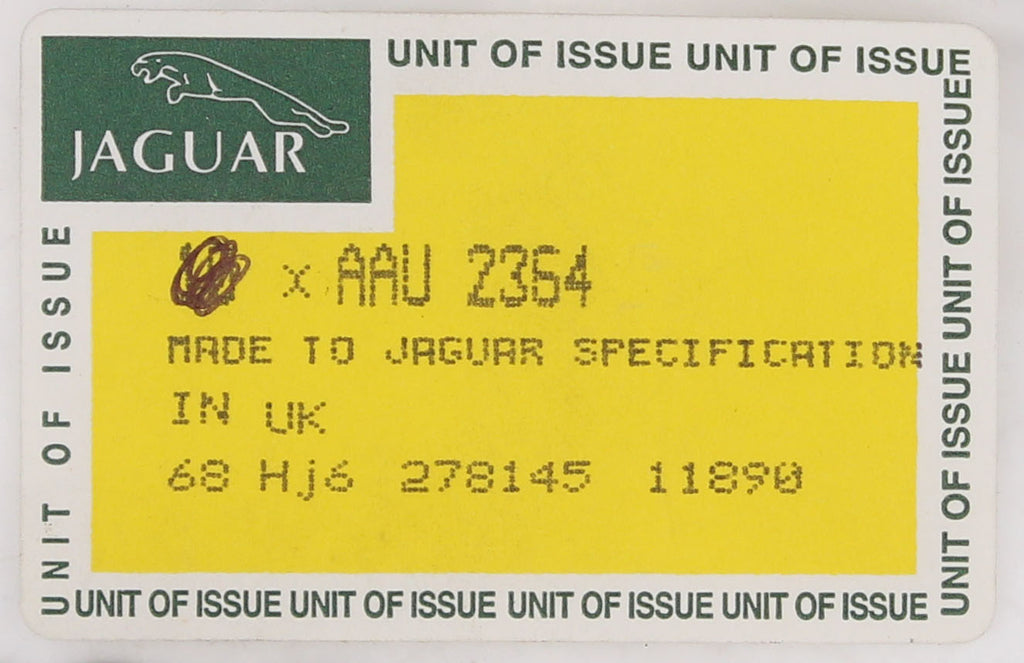 UNIT OF ISSUE UNIT OF ISSUE
JAGUAR
UNIT OF ISSUE UNIT OF ISSUE UNIT OF ISSUE
UNIT OF ISSUE
x AAU 2364
MADE TO JAGUAR SPECIFICATION
IN UK
68 Hj6 278145 11890
UNIT OF ISSUE UNIT OF ISSUE UNIT OF ISSUE UNIT OF ISSUE